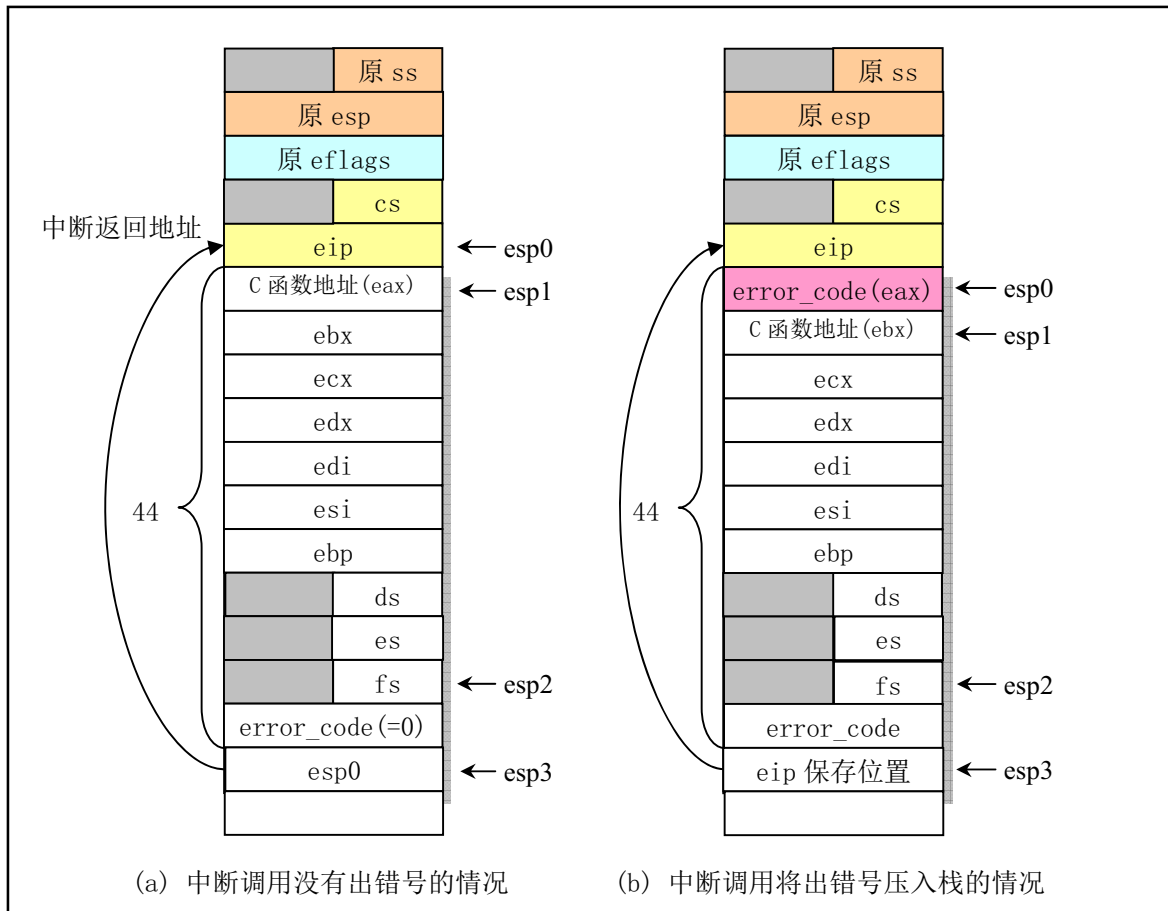 原 ss
原 esp
原 eflags
cs
中断返回地址
eip
esp0
C 函数地址(eax)
esp1
ebx
ecx
edx
edi
esi
44
ebp
ds
es
fs
esp2
error_code(=0)
esp0
esp3
(a) 中断调用没有出错号的情况
原 ss
原 esp
原 eflags
cs
eip
error_code(eax)
esp0
C 函数地址(ebx)
esp1
ecx
edx
edi
esi
44
ebp
ds
es
fs
esp2
error_code
eip 保存位置
esp3
(b) 中断调用将出错号压入栈的情况